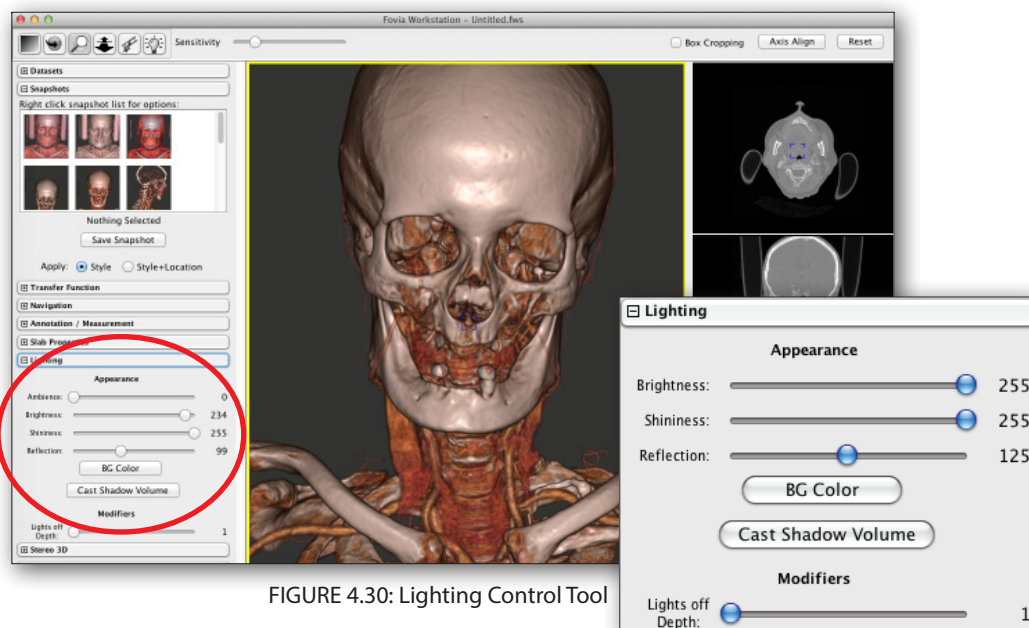 Fovia Workstation - Untitled.fws
Sensitivity
Box Cropping
Axis Align
Reset
Datasets
Snapshots
Right click snapshot list for options:
Nothing Selected
Save Snapshot
Apply: Style Style+Location
Transfer Function
Navigation
Annotation / Measurement
Slab Properties
Lighting
Appearance
Ambience: 0
Brightness: 234
Shininess: 255
Reflection: 99
BG Color
Cast Shadow Volume
Modifiers
Lights off
Depth: 1
Stereo 3D
Lighting
Appearance
Brightness: 255
Shininess: 255
Reflection: 125
BG Color
Cast Shadow Volume
Modifiers
Lights off
Depth: 1
FIGURE 4.30: Lighting Control Tool